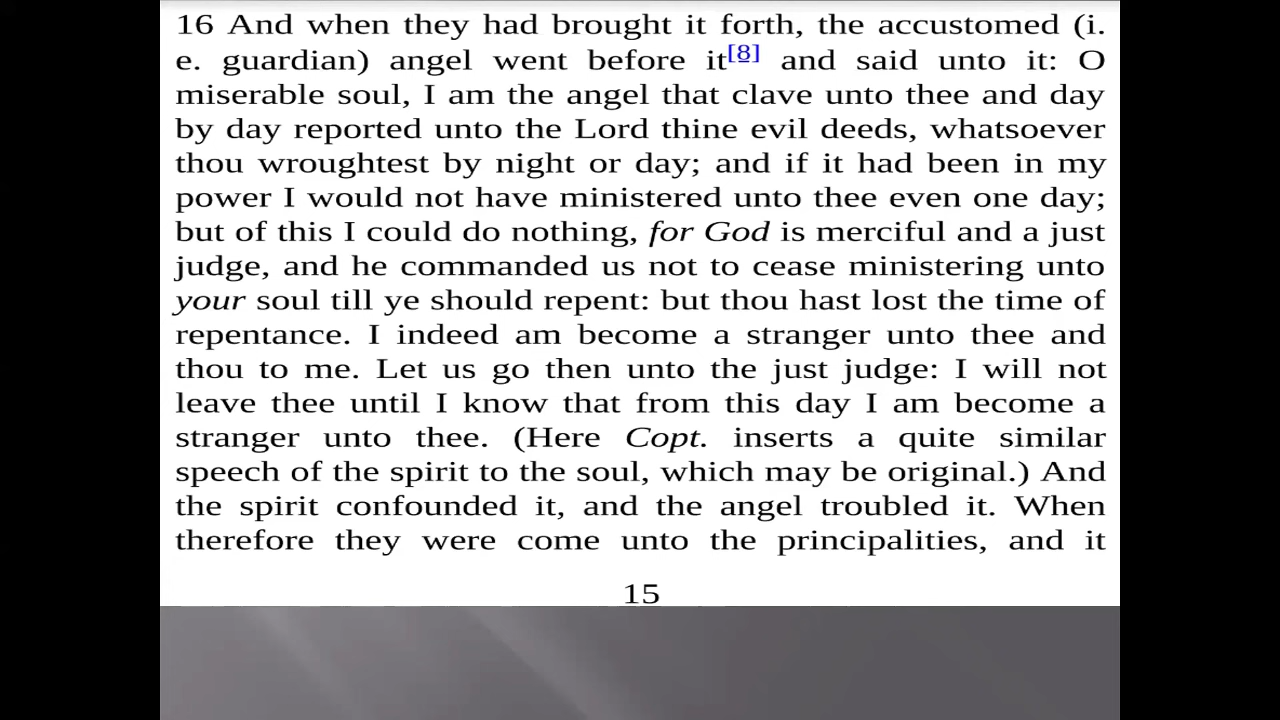 16 And when they had brought it forth, the accustomed (i.
e. guardian) angel went before it[8] and said unto it: O
miserable soul, I am the angel that clave unto thee and day
by day reported unto the Lord thine evil deeds, whatsoever
thou wroughtest by night or day; and if it had been in my
power I would not have ministered unto thee even one day;
but of this I could do nothing, for God is merciful and a just
judge, and he commanded us not to cease ministering unto
your soul till ye should repent: but thou hast lost the time of
repentance. I indeed am become a stranger unto thee and
thou to me. Let us go then unto the just judge: I will not
leave thee until I know that from this day I am become a
stranger unto thee. (Here Copt. inserts a quite similar
speech of the spirit to the soul, which may be original.) And
the spirit confounded it, and the angel troubled it. When
therefore they were come unto the principalities, and it
15